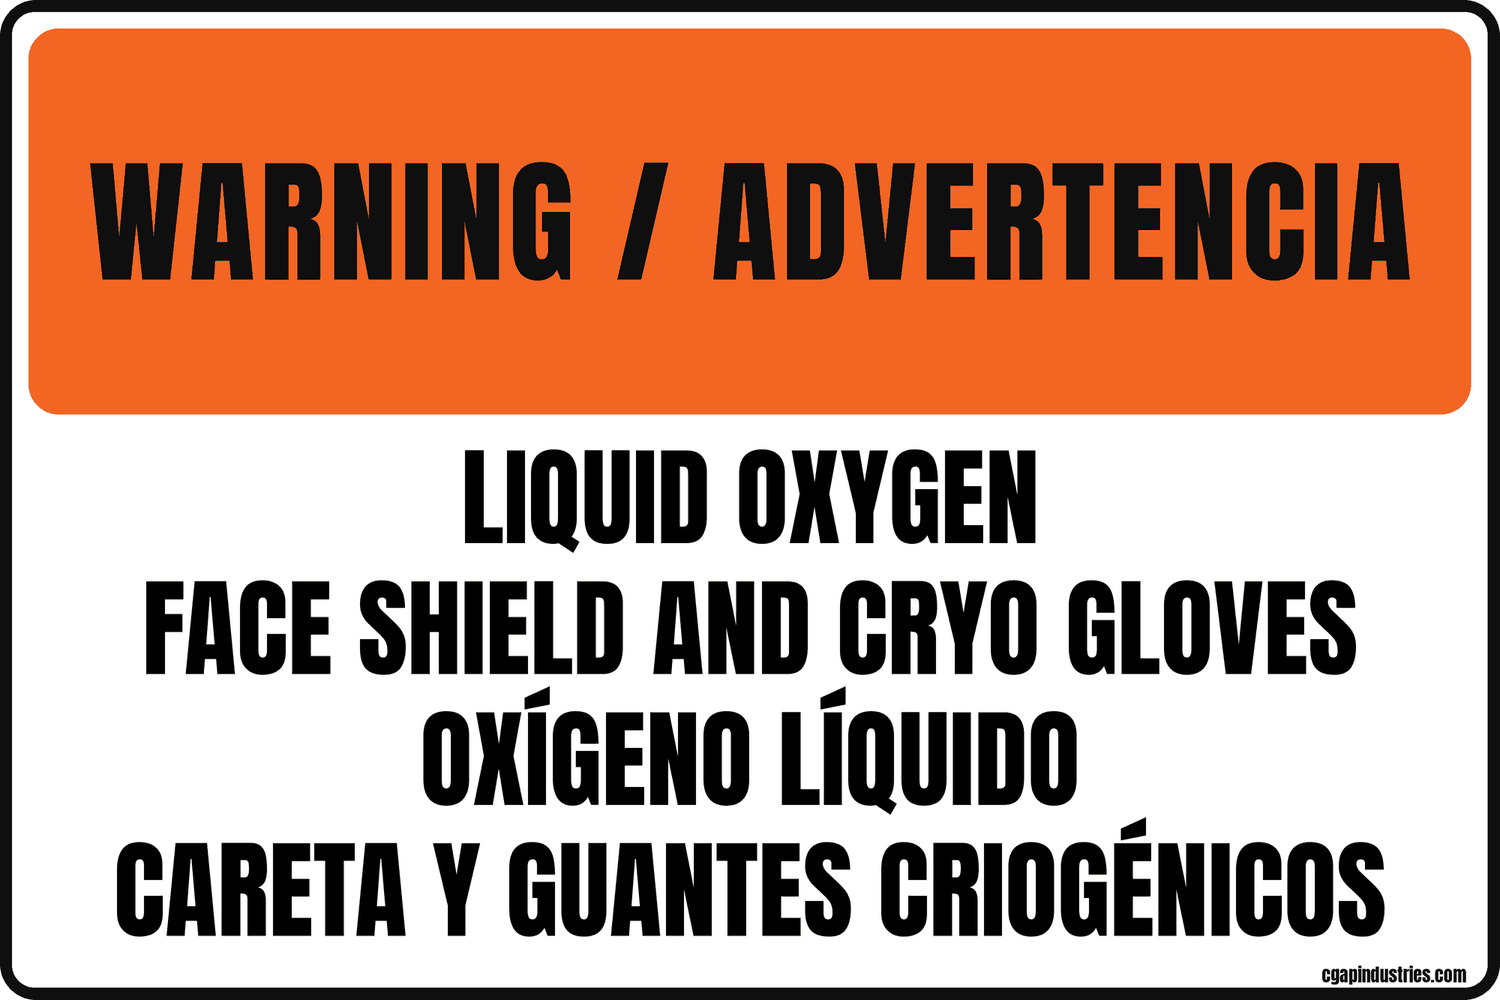 WARNING / ADVERTENCIA
LIQUID OXYGEN
FACE SHIELD AND CRYO GLOVES
OXÍGENO LÍQUIDO
CARETA Y GUANTES CRIOGÉNICOS
cgapindustries.com